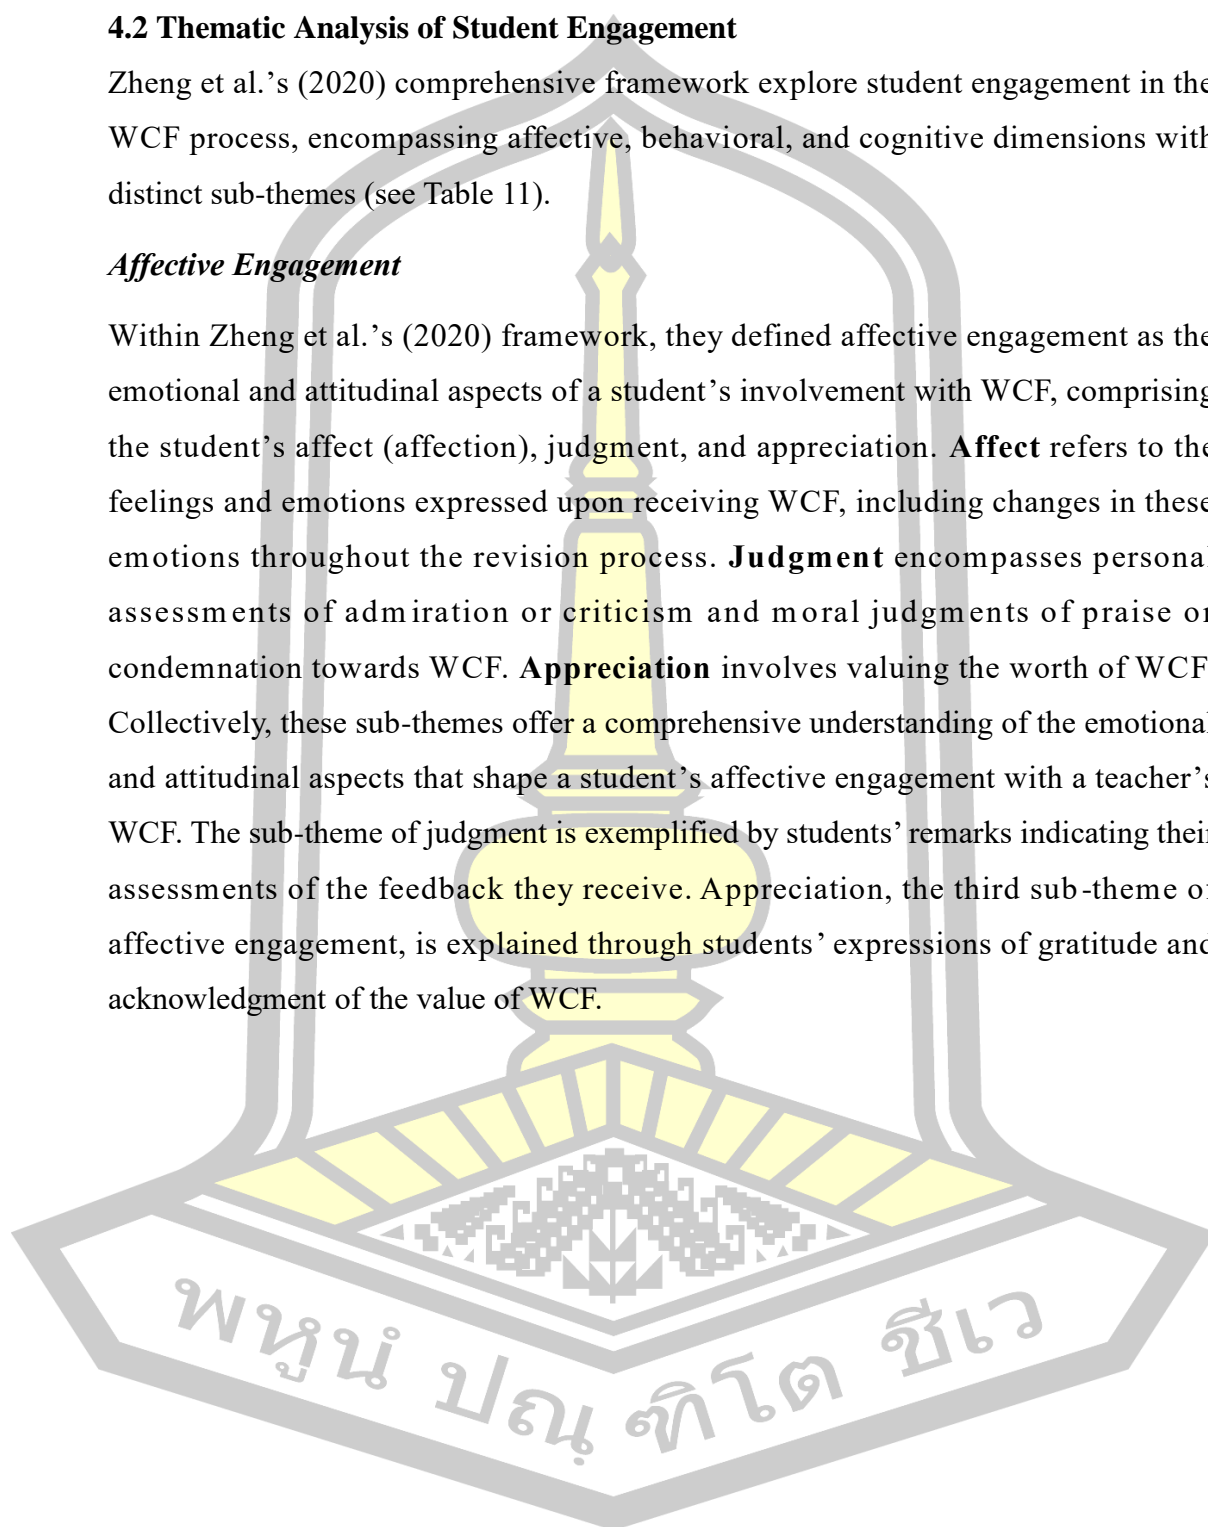 4.2 Thematic Analysis of Student Engagement
Zheng et al.’s (2020) comprehensive framework explore student engagement in the
WCF process, encompassing affective, behavioral, and cognitive dimensions with
distinct sub-themes (see Table 11).
Affective Engagement
Within Zheng et al.’s (2020) framework, they defined affective engagement as the
emotional and attitudinal aspects of a student’s involvement with WCF, comprising
the student’s affect (affection), judgment, and appreciation. Affect refers to the
feelings and emotions expressed upon receiving WCF, including changes in these
emotions throughout the revision process. Judgment encompasses personal
assessments of admiration or criticism and moral judgments of praise or
condemnation towards WCF. Appreciation involves valuing the worth of WCF
Collectively, these sub-themes offer a comprehensive understanding of the emotional
and attitudinal aspects that shape a student’s affective engagement with a teacher’s
WCF. The sub-theme of judgment is exemplified by students’ remarks indicating their
assessments of the feedback they receive. Appreciation, the third sub-theme of
affective engagement, is explained through students’ expressions of gratitude and
acknowledgment of the value of WCF.
พหูนํ ปณฺฑิโต ชีเว